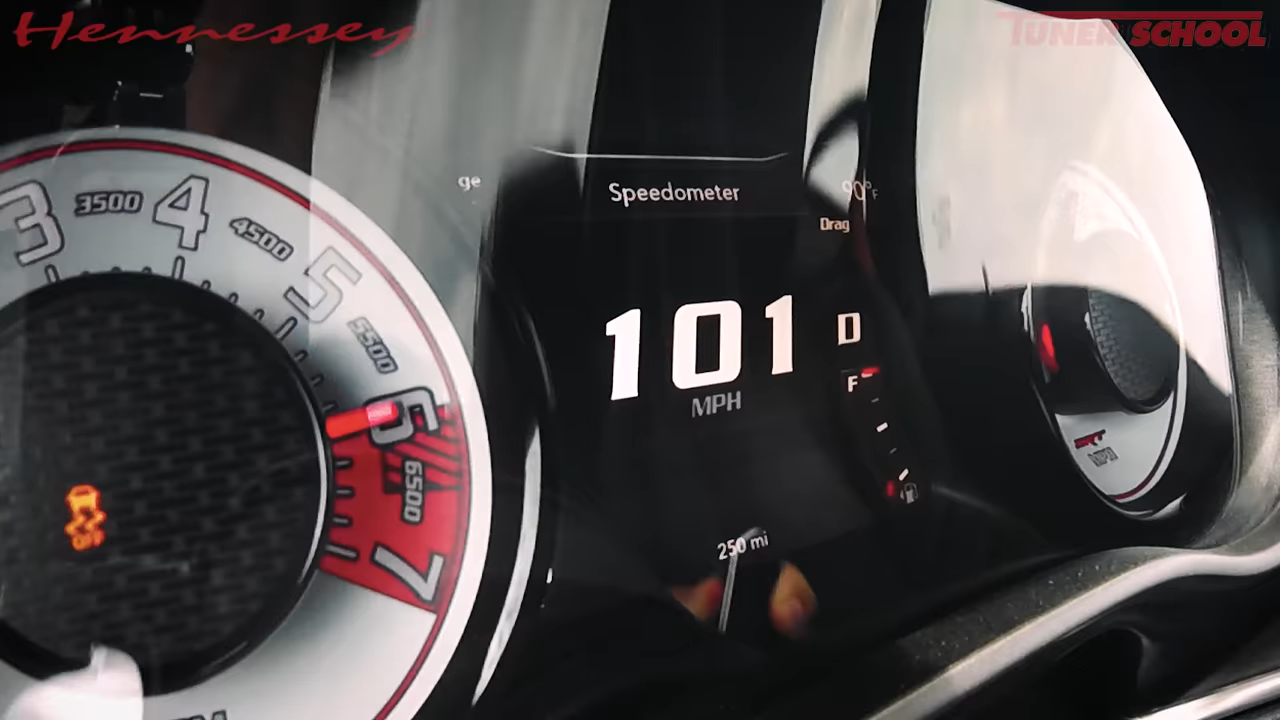 Hennessey
TUNER SCHOOL
3
3500
4
4500
5
5500
6
6500
7
ge
Speedometer
90°F
Drag
101
MPH
D
F
250 mi
MPH